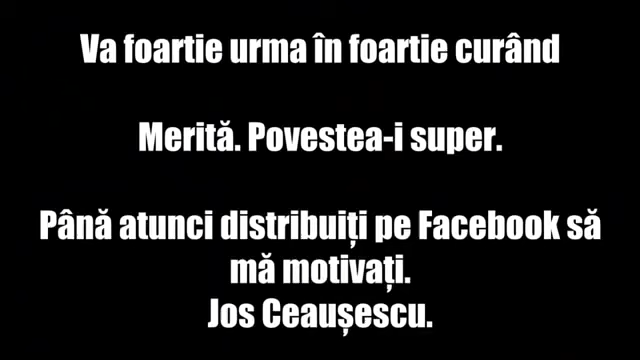 Va foartie urma în foartie curând
Merită. Povestea-i super.
Până atunci distribuiți pe Facebook să
mă motivați.
Jos Ceaușescu.